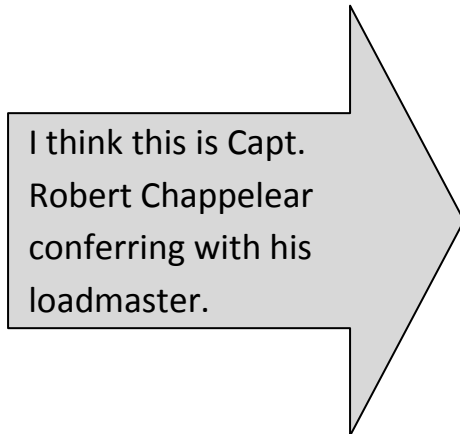 I think this is Capt.
Robert Chappelear
conferring with his
loadmaster.